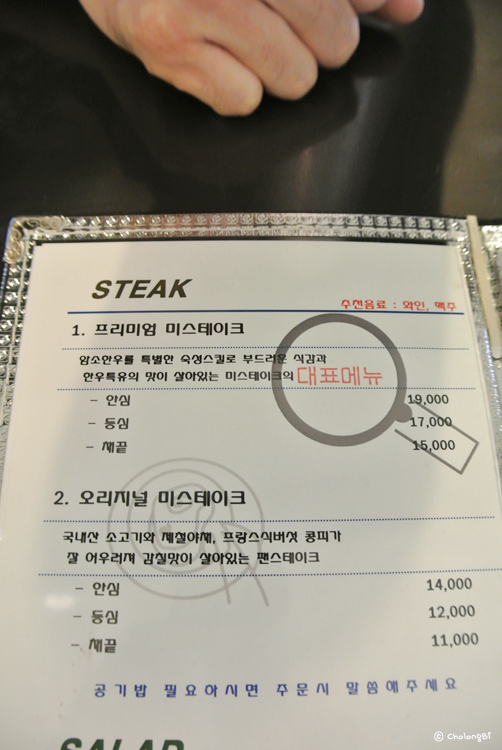 STEAK
추천음료 : 와인, 맥주
1. 프리미엄 미스테이크
암소한우를 특별한 숙성스킬로 부드러운 식감과
한우특유의 맛이 살아있는 미스테이크의 대표메뉴
- 안심 19,000
- 등심 17,000
- 채끝 15,000
2. 오리지널 미스테이크
국내산 소고기와 제철야채, 프랑스식버섯 콩피가
잘 어우러져 감칠맛이 살아있는 팬스테이크
- 안심 14,000
- 등심 12,000
- 채끝 11,000
공기밥 필요하시면 주문시 말씀해주세요
SALAD
© CholongBf